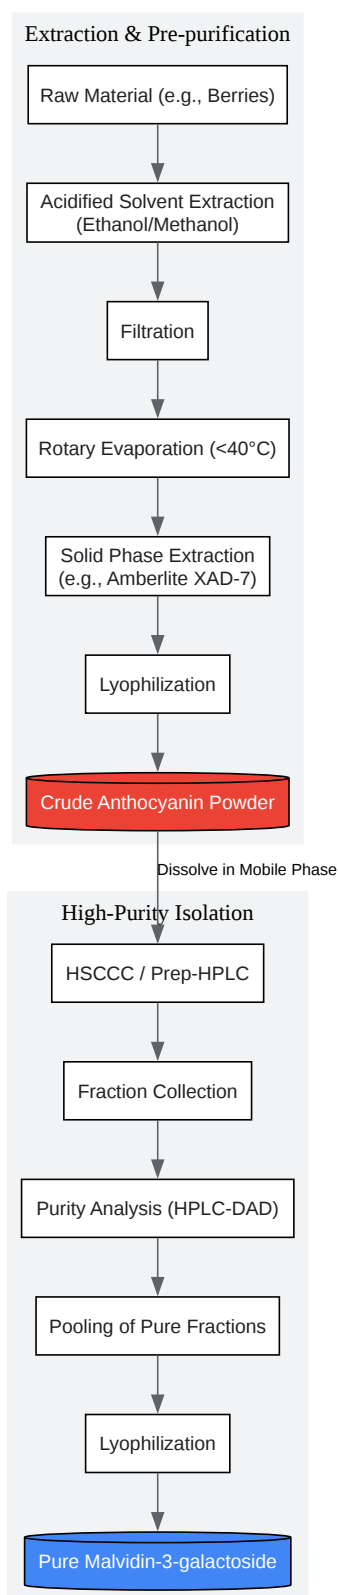 Extraction & Pre-purification
Raw Material (e.g., Berries)
Acidified Solvent Extraction
(Ethanol/Methanol)
Filtration
Rotary Evaporation (<40°C)
Solid Phase Extraction
(e.g., Amberlite XAD-7)
Lyophilization
Crude Anthocyanin Powder
Dissolve in Mobile Phase
High-Purity Isolation
HSCCC / Prep-HPLC
Fraction Collection
Purity Analysis (HPLC-DAD)
Pooling of Pure Fractions
Lyophilization
Pure Malvidin-3-galactoside